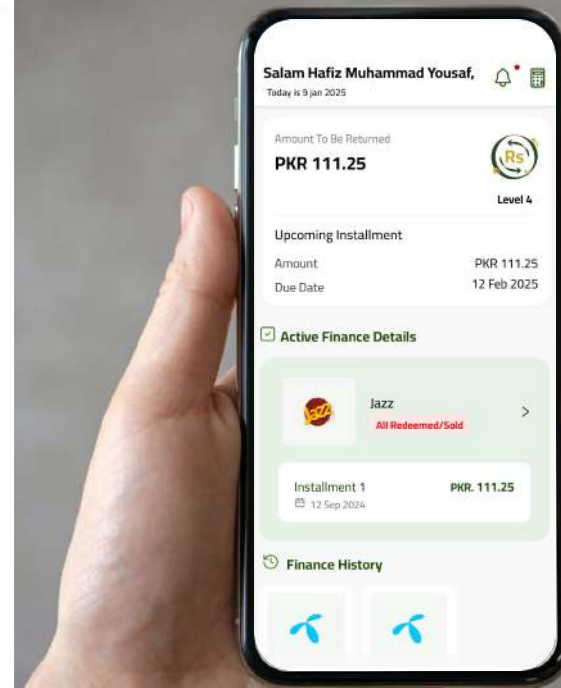 Salam Hafiz Muhammad Yousaf,
Today is 9 jan 2025
Amount To Be Returned
PKR 111.25
Rs
Level 4
Upcoming Installment
Amount PKR 111.25
Due Date 12 Feb 2025
Active Finance Details
Jazz
Jazz
All Redeemed/Sold
Installment 1 PKR. 111.25
12 Sep 2024
Finance History